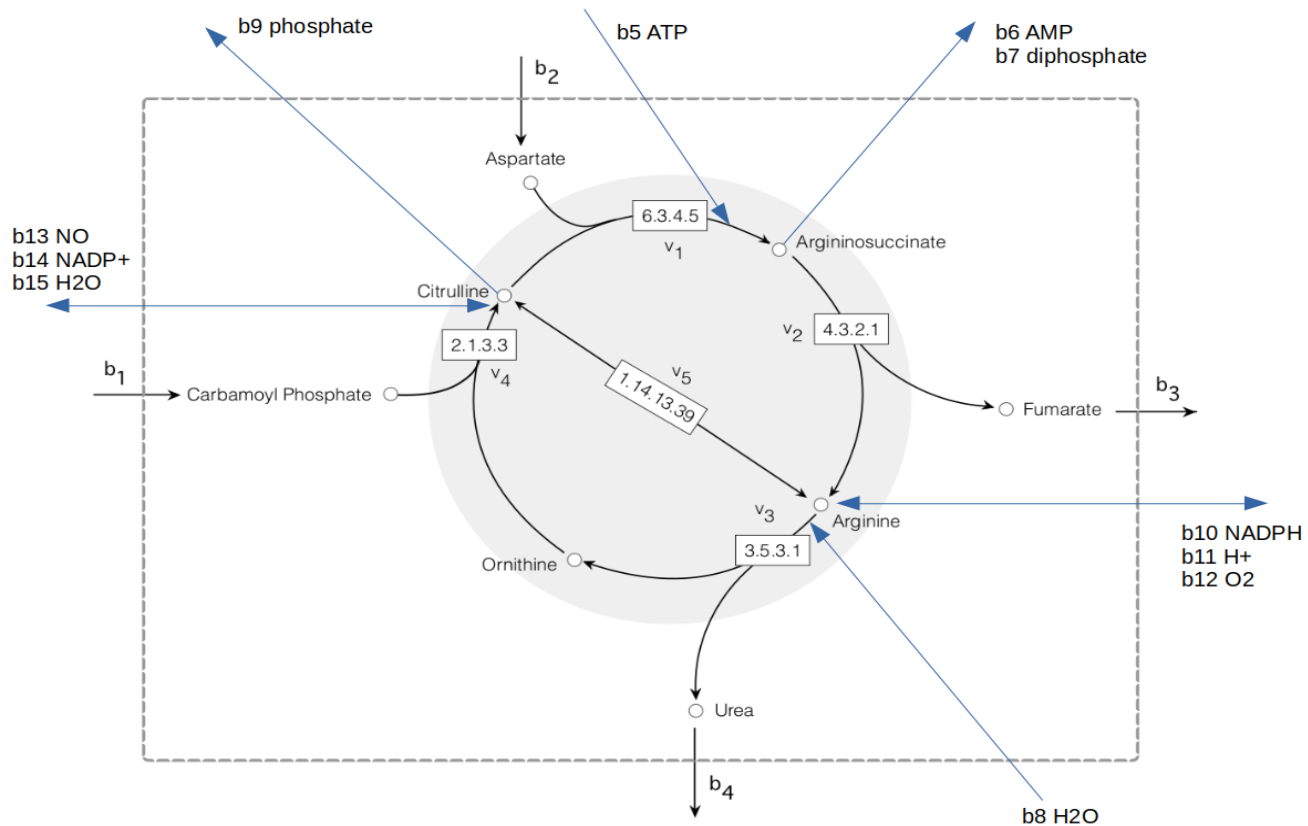 b9 phosphate
b5 ATP
b6 AMP
b7 diphosphate
b2
Aspartate
6.3.4.5
v1
Argininosuccinate
b13 NO
b14 NADP+
b15 H2O
Citrulline
2.1.3.3
v4
v2
4.3.2.1
b1
Carbamoyl Phosphate
v5
1.14.13.39
b3
Fumarate
v3
Arginine
3.5.3.1
Ornithine
b10 NADPH
b11 H+
b12 O2
Urea
b4
b8 H2O